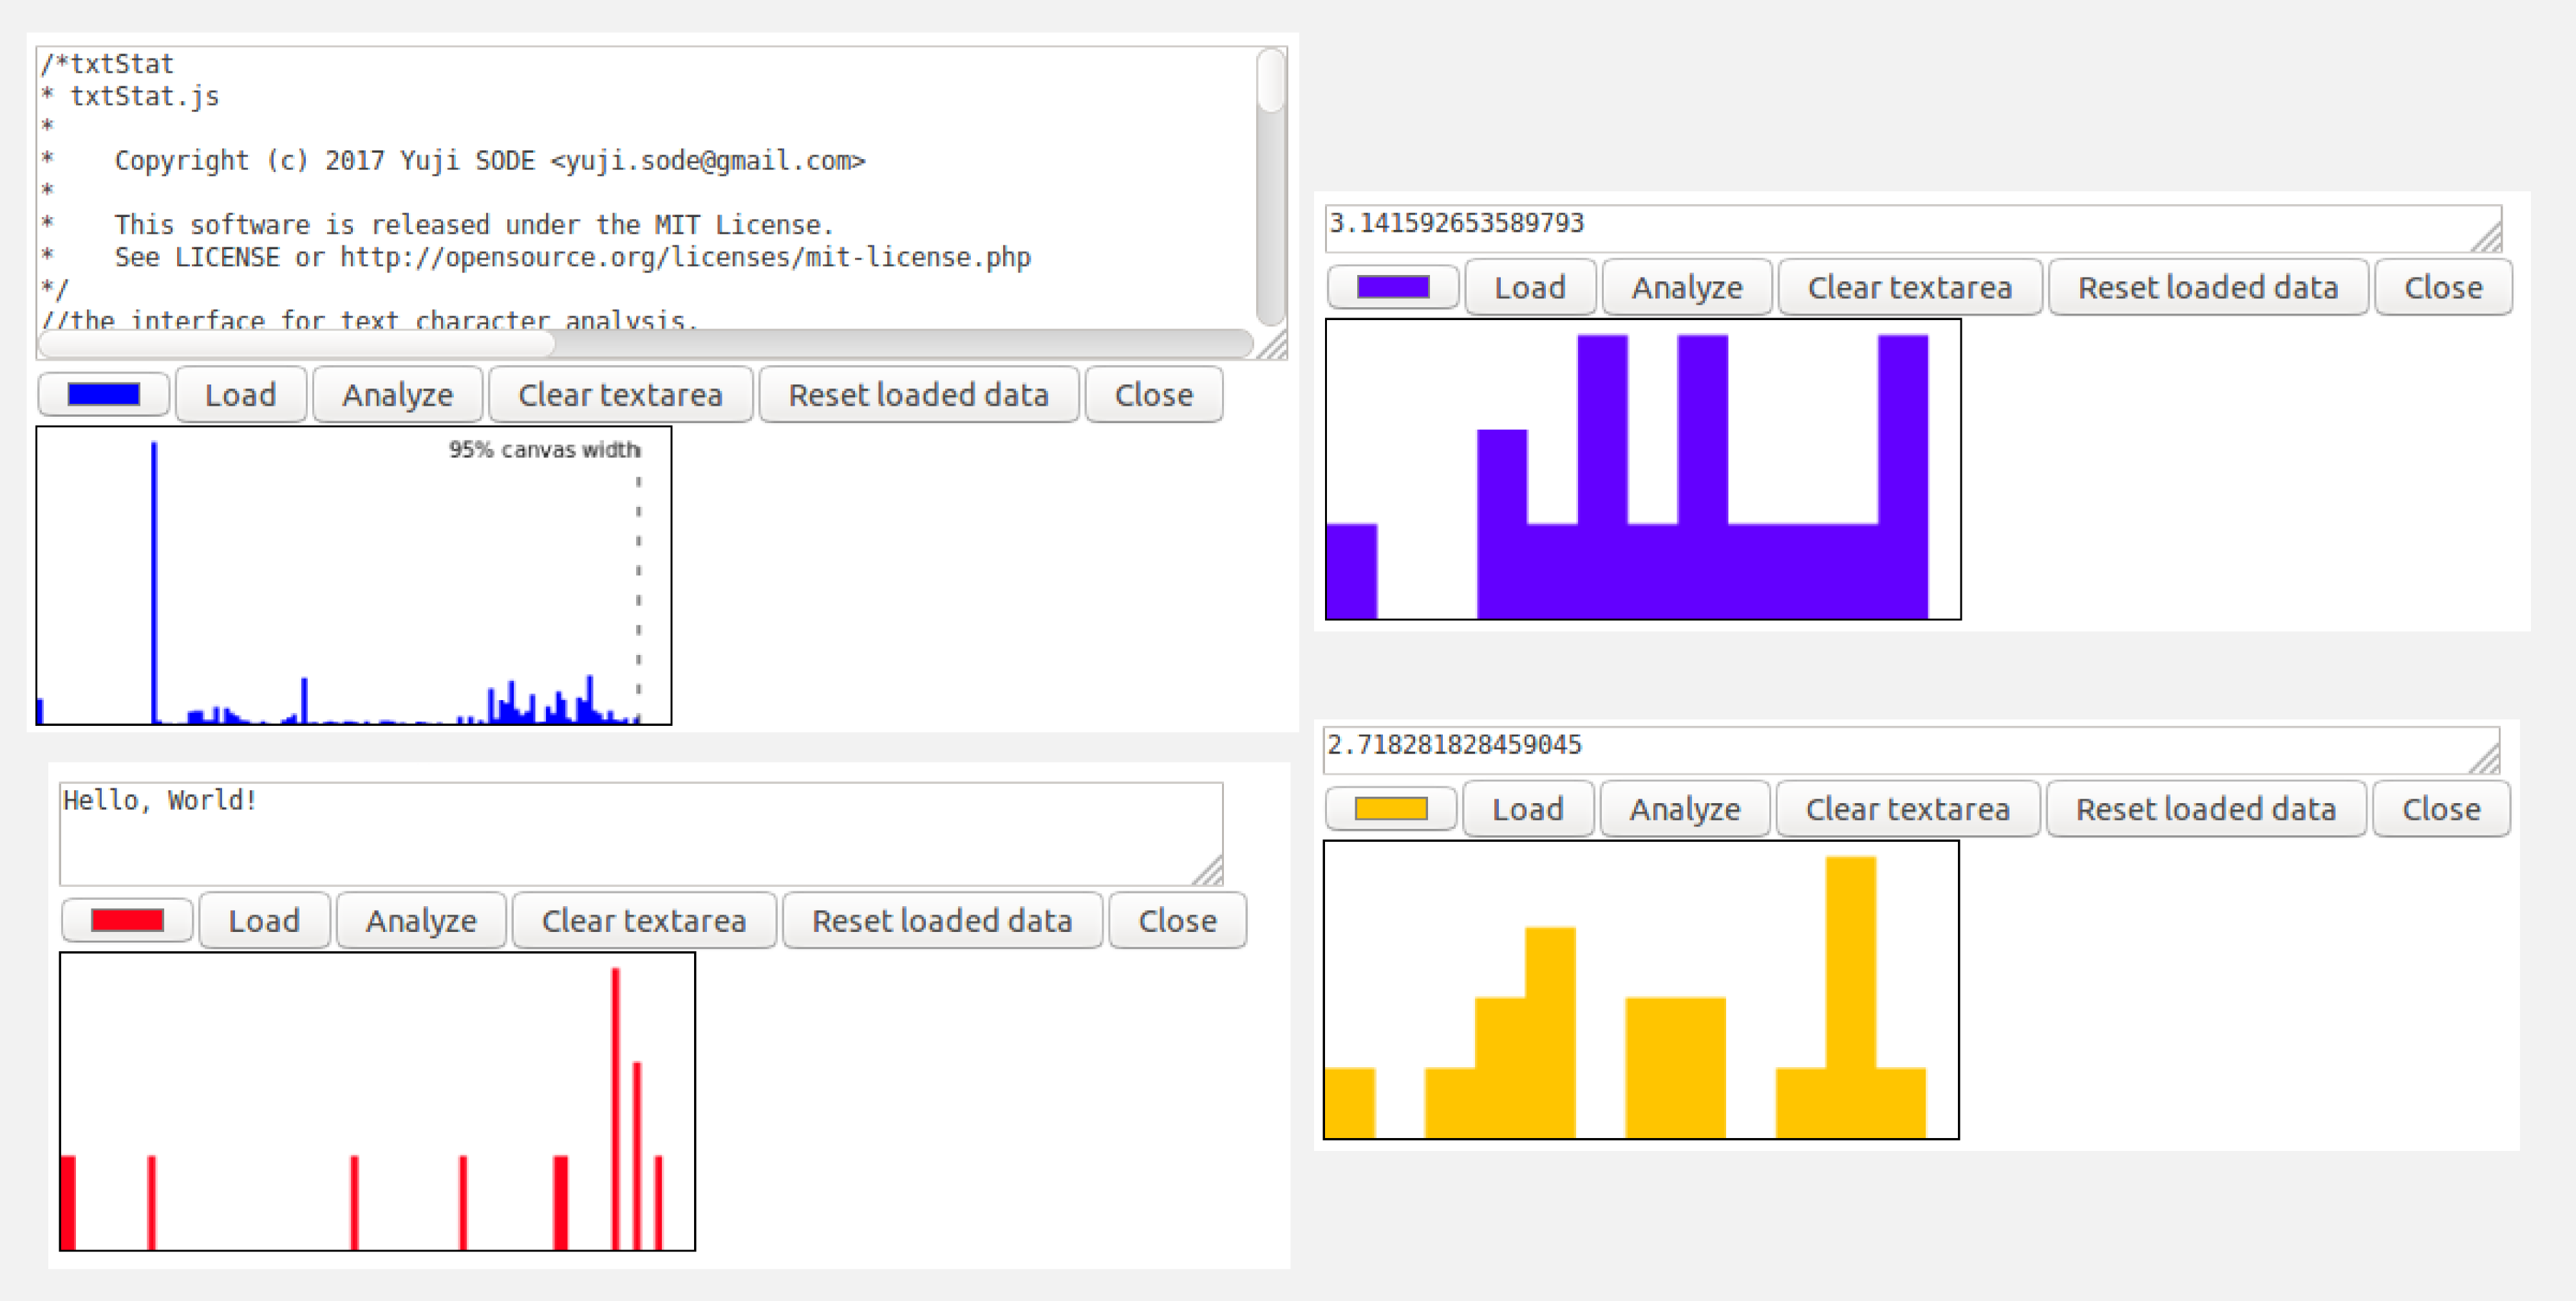 /*txtStat
* txtStat.js
*
*    Copyright (c) 2017 Yuji SODE <yuji.sode@gmail.com>
*
*    This software is released under the MIT License.
*    See LICENSE or http://opensource.org/licenses/mit-license.php
*/
//the interface for text character analysis.
Load Analyze Clear textarea Reset loaded data Close
95% canvas width
Hello, World!
Load Analyze Clear textarea Reset loaded data Close
3.141592653589793
Load Analyze Clear textarea Reset loaded data Close
2.718281828459045
Load Analyze Clear textarea Reset loaded data Close